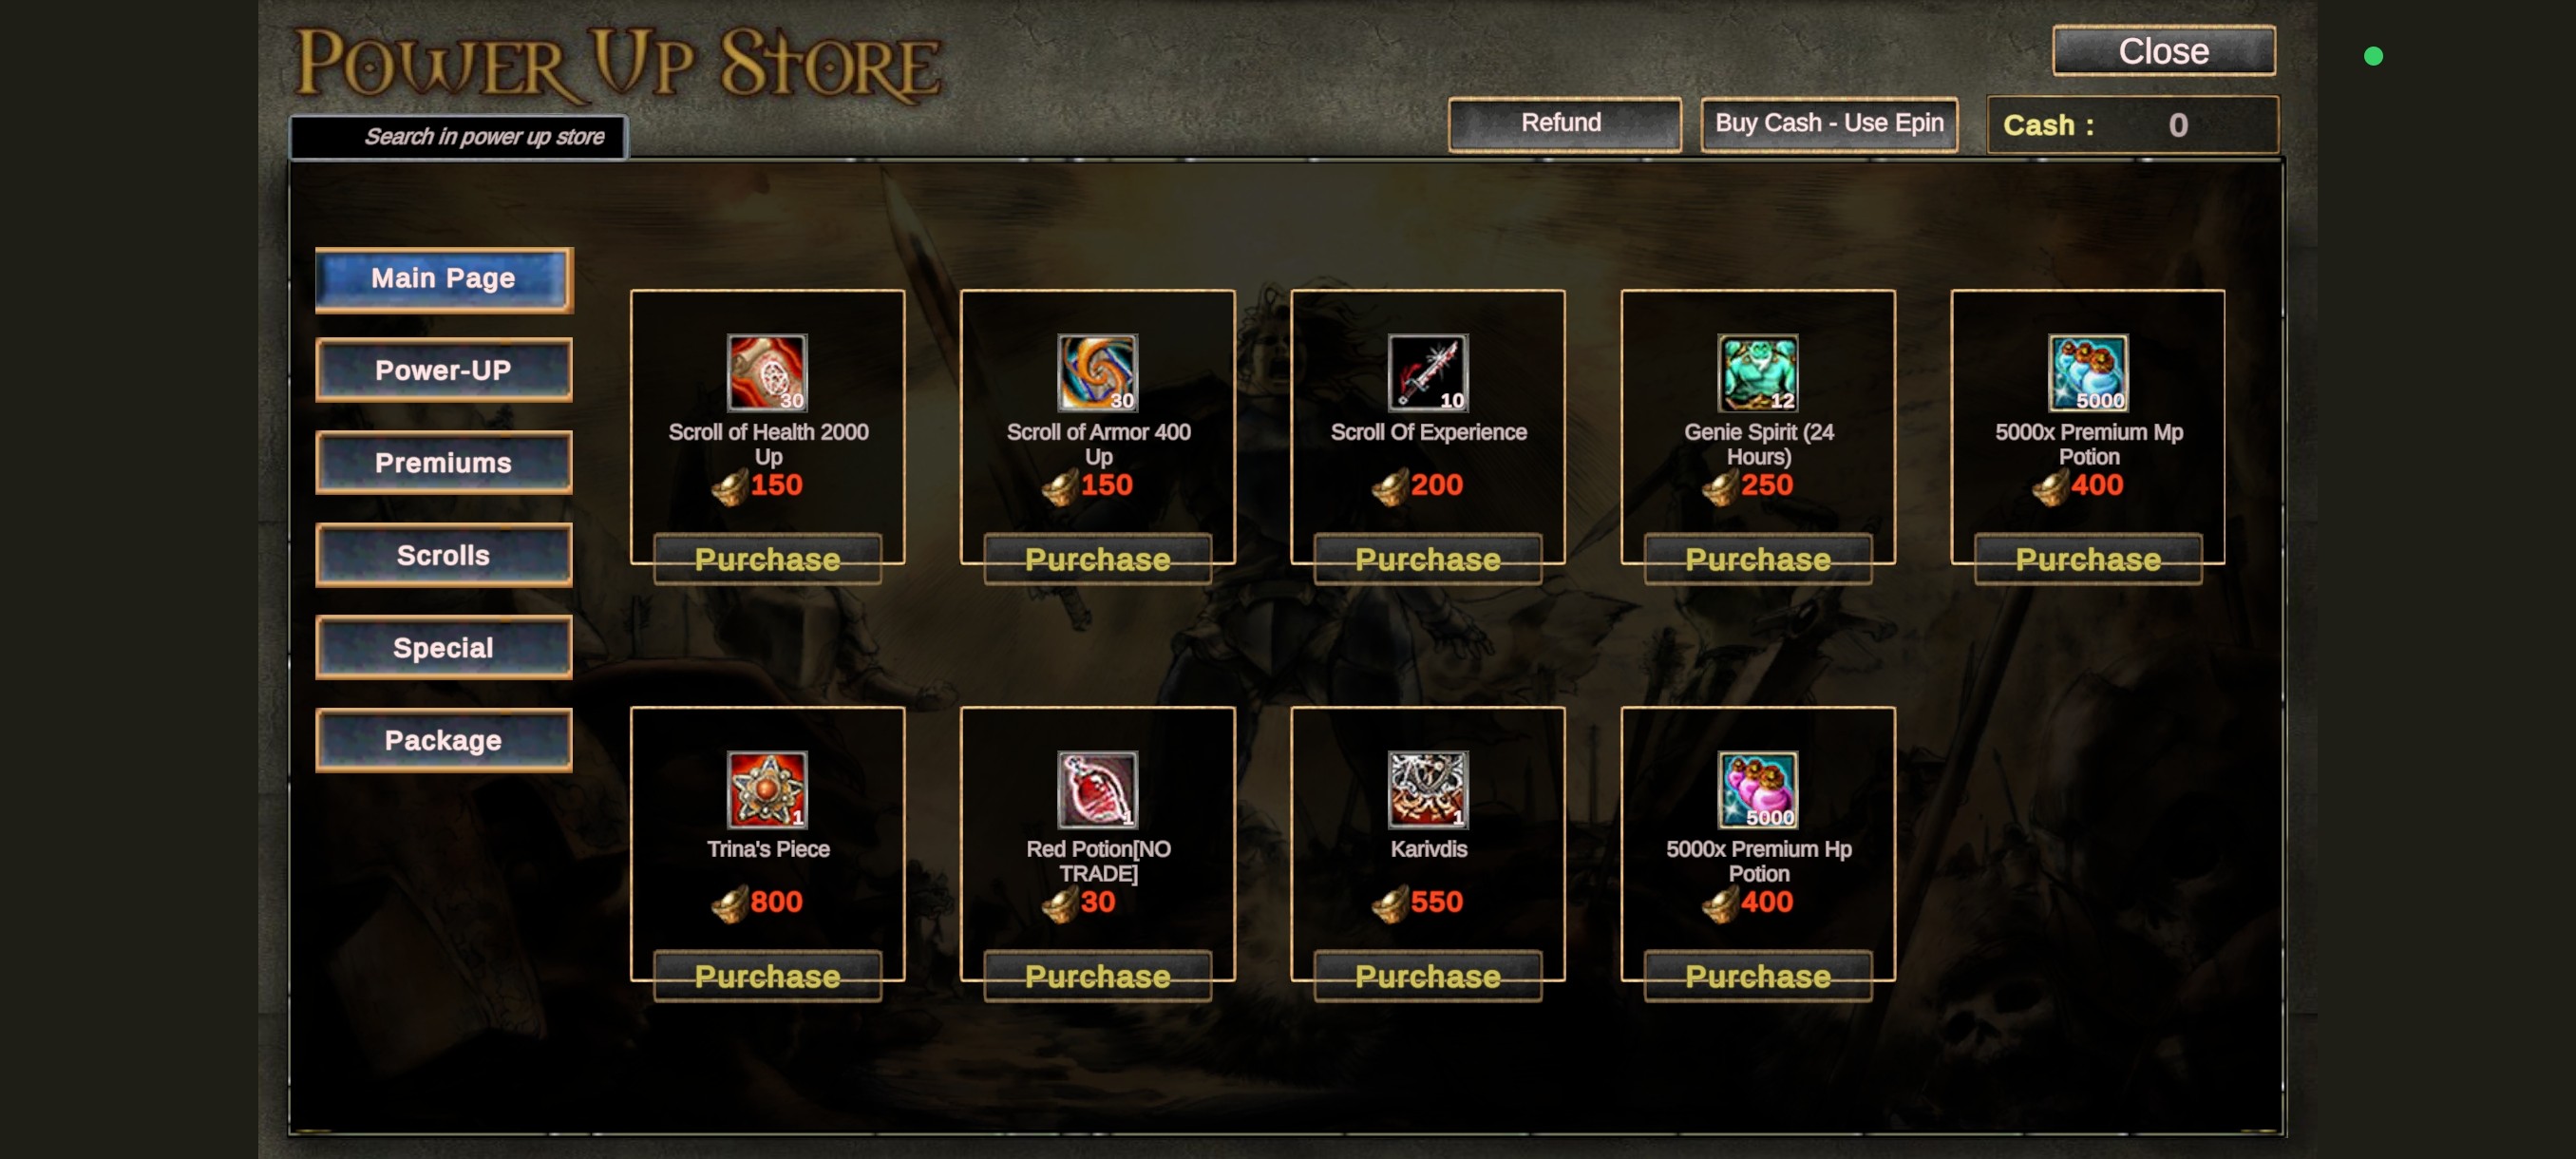 POWER UP STORE
Close
Search in power up store
Refund
Buy Cash - Use Epin
Cash :
0
Main Page
Power-UP
Premiums
Scrolls
Special
Package
30
Scroll of Health 2000
Up
150
Purchase
30
Scroll of Armor 400
Up
150
Purchase
10
Scroll Of Experience
200
Purchase
12
Genie Spirit (24
Hours)
250
Purchase
5000
5000x Premium Mp
Potion
400
Purchase
1
Trina's Piece
800
Purchase
1
Red Potion[NO
TRADE]
30
Purchase
1
Karivdis
550
Purchase
5000
5000x Premium Hp
Potion
400
Purchase